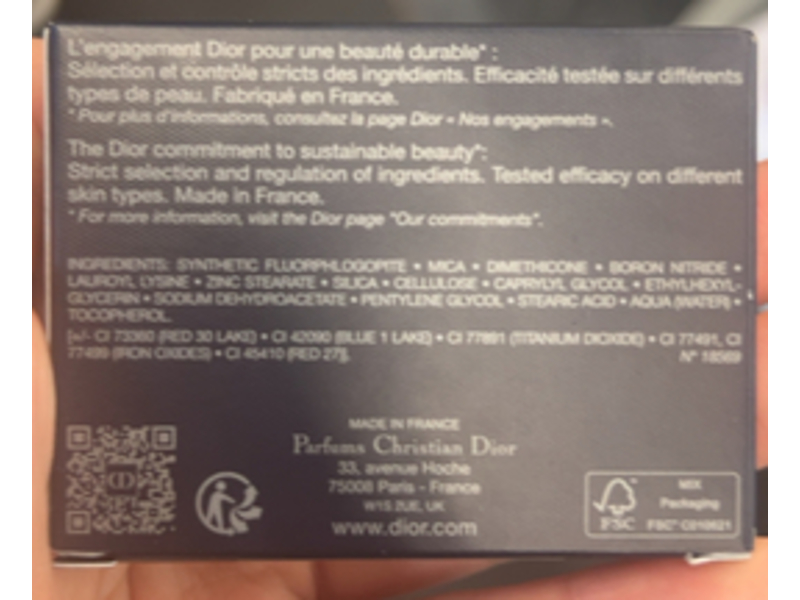 L'engagement Dior pour une beauté durable* :
Sélection et contrôle stricts des ingrédients. Efficacité testée sur différents
types de peau. Fabriqué en France.
* Pour plus d'informations, consultez la page Dior « Nos engagements ».
The Dior commitment to sustainable beauty*:
Strict selection and regulation of ingredients. Tested efficacy on different
skin types. Made in France.
* For more information, visit the Dior page "Our commitments".
INGREDIENTS: SYNTHETIC FLUORPHLOGOPITE • MICA • DIMETHICONE • BORON NITRIDE •
LAUROYL LYSINE • ZINC STEARATE • SILICA • CELLULOSE • CAPRYLYL GLYCOL • ETHYLHEXYL-
GLYCERIN • SODIUM DEHYDROACETATE • PENTYLENE GLYCOL • STEARIC ACID • AQUA (WATER) •
TOCOPHEROL.
[+/- CI 73360 (RED 30 LAKE) • CI 42090 (BLUE 1 LAKE) • CI 77891 (TITANIUM DIOXIDE) • CI 77491, CI
77499 (IRON OXIDES) • CI 45410 (RED 27)]. N° 18569
MADE IN FRANCE
Parfums Christian Dior
33, avenue Hoche
75008 Paris - France
W1S 2UE, UK
www.dior.com
FSC
MIX
Packaging
FSC®